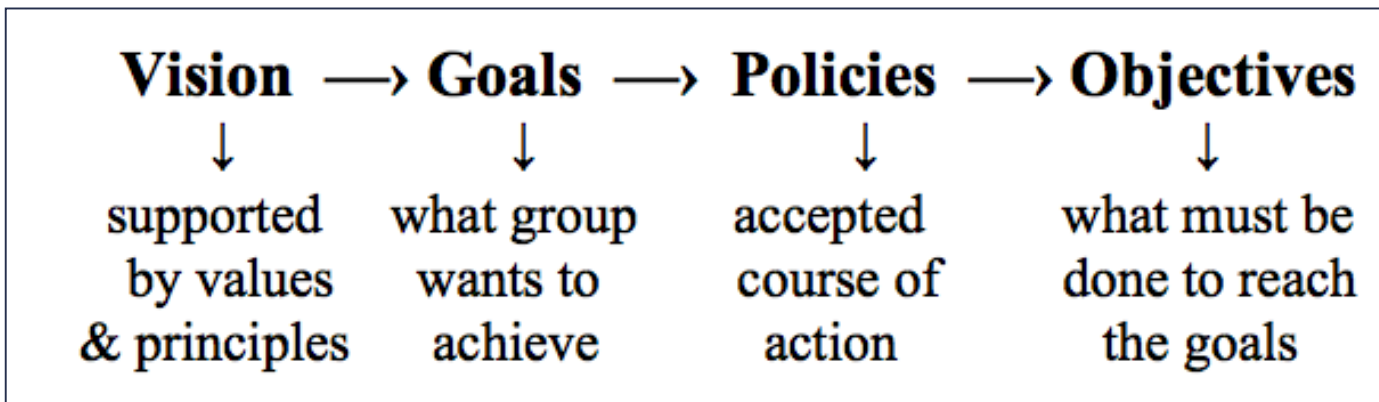 Vision → Goals → Policies → Objectives
↓ ↓ ↓ ↓
supported what group accepted what must be
by values wants to course of done to reach
& principles achieve action the goals